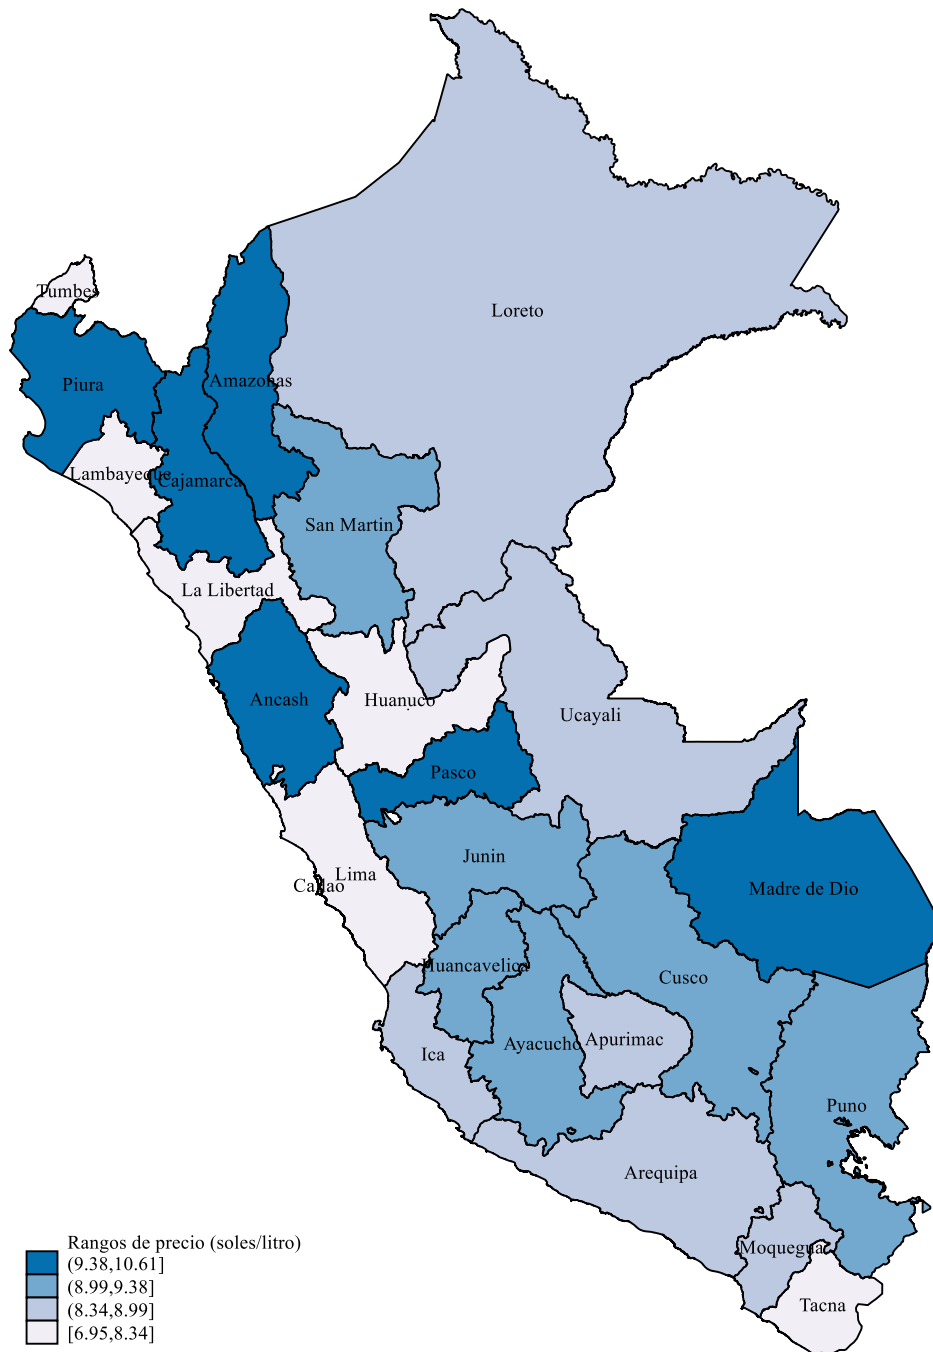 Loreto
Tumbes
Piura
Amazonas
Lambayeque
Cajamarca
San Martin
La Libertad
Ancash
Huanuco
Ucayali
Pasco
Junin
Lima
Callao
Madre de Dio
Huancavelica
Cusco
Ayacucho
Apurimac
Ica
Puno
Arequipa
Moquegua
Tacna
Rangos de precio (soles/litro)
(9.38,10.61]
(8.99,9.38]
(8.34,8.99]
[6.95,8.34]